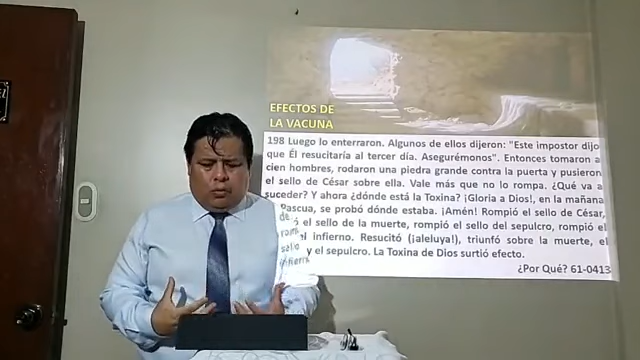 EFECTOS DE
LA VACUNA
198 Luego lo enterraron. Algunos de ellos dijeron: "Este impostor dijo
que Él resucitaría al tercer día. Asegurémonos". Entonces tomaron a
cien hombres, rodaron una piedra grande contra la puerta y pusieron
el sello de César sobre ella. Vale más que no lo rompa. ¿Qué va a
suceder? Y ahora ¿dónde está la Toxina? ¡Gloria a Dios!, en la mañana
Pascua, se probó dónde estaba. ¡Amén! Rompió el sello de César,
el sello de la muerte, rompió el sello del sepulcro, rompió
el infierno. Resucitó (¡aleluya!), triunfó sobre la muerte, el
y el sepulcro. La Toxina de Dios surtió efecto.
¿Por Qué? 61-0413
de
sello